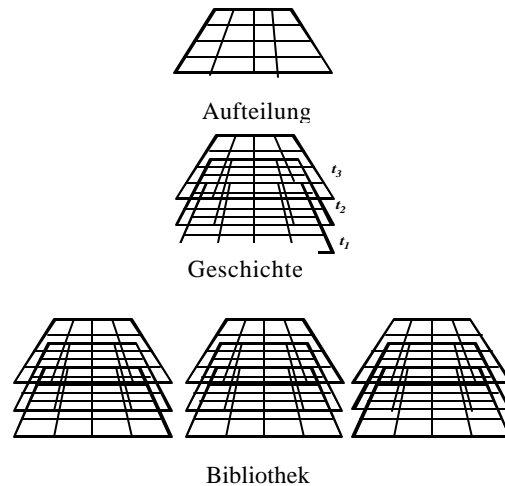 Aufteilung
t3
t2
t1
Geschichte
Bibliothek